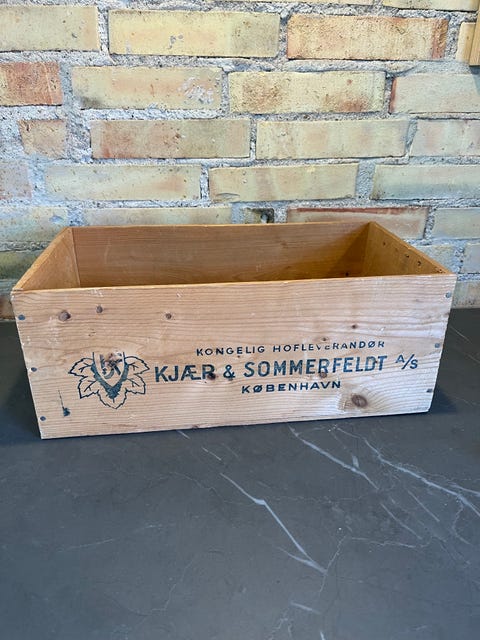 KONGELIG HOFLEVERANDØR
KJÆR & SOMMERFELDT A/S
KØBENHAVN